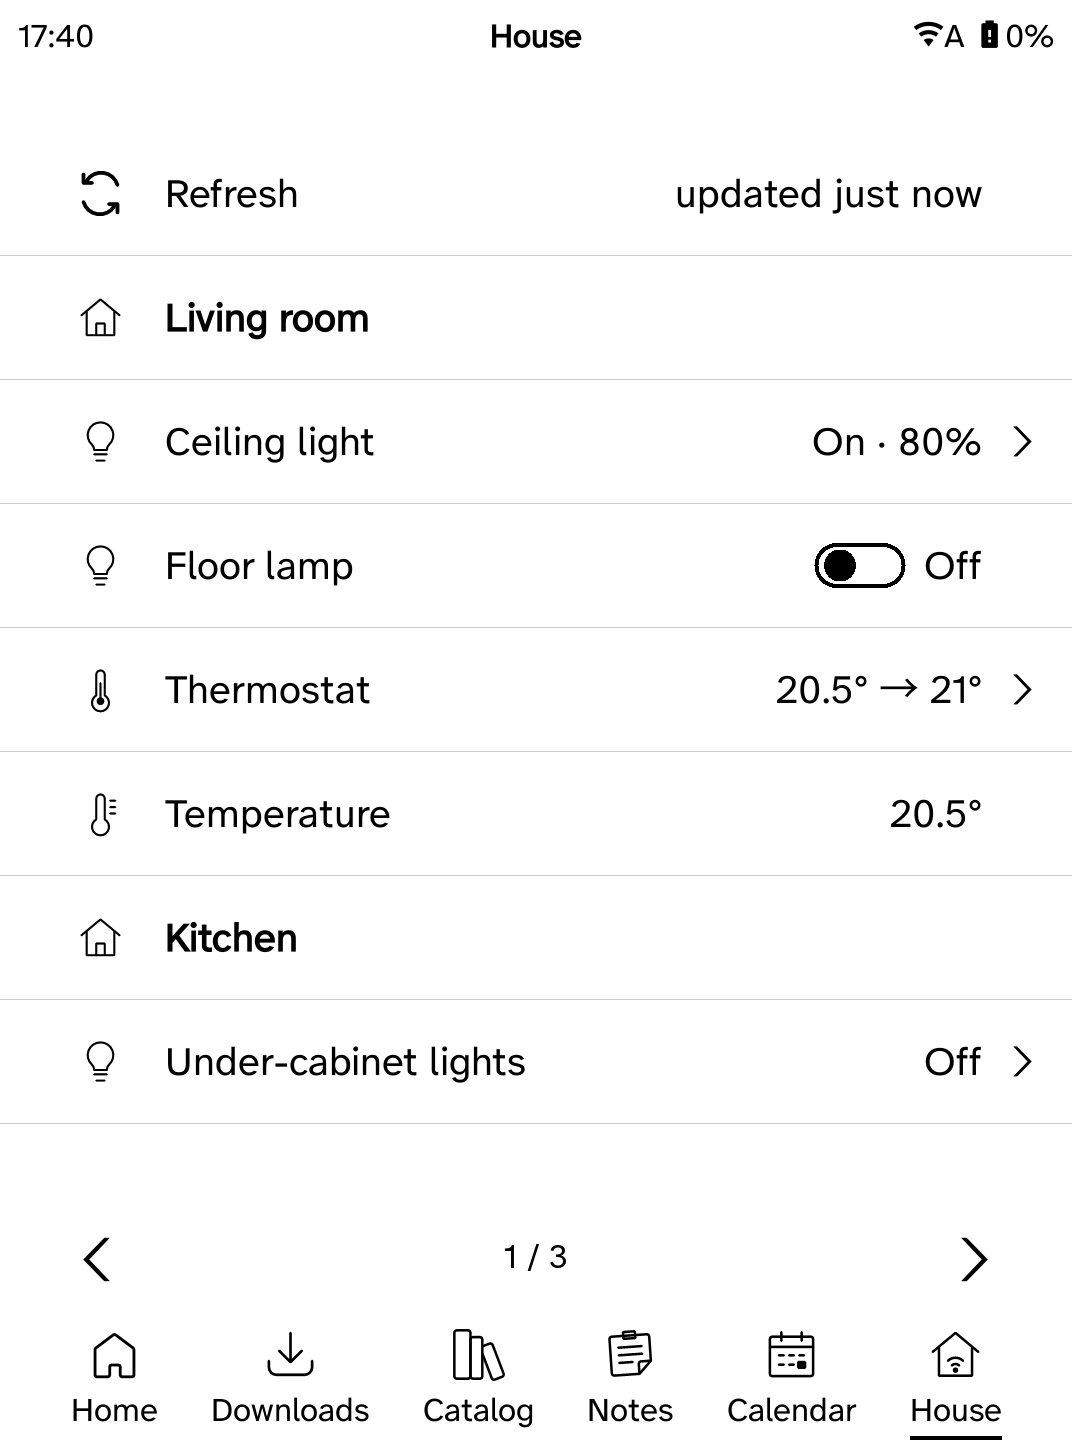 17:40 House A 0%
Refresh updated just now
Living room
Ceiling light On · 80%
Floor lamp Off
Thermostat 20.5° → 21°
Temperature 20.5°
Kitchen
Under-cabinet lights Off
1 / 3
Home Downloads Catalog Notes Calendar House